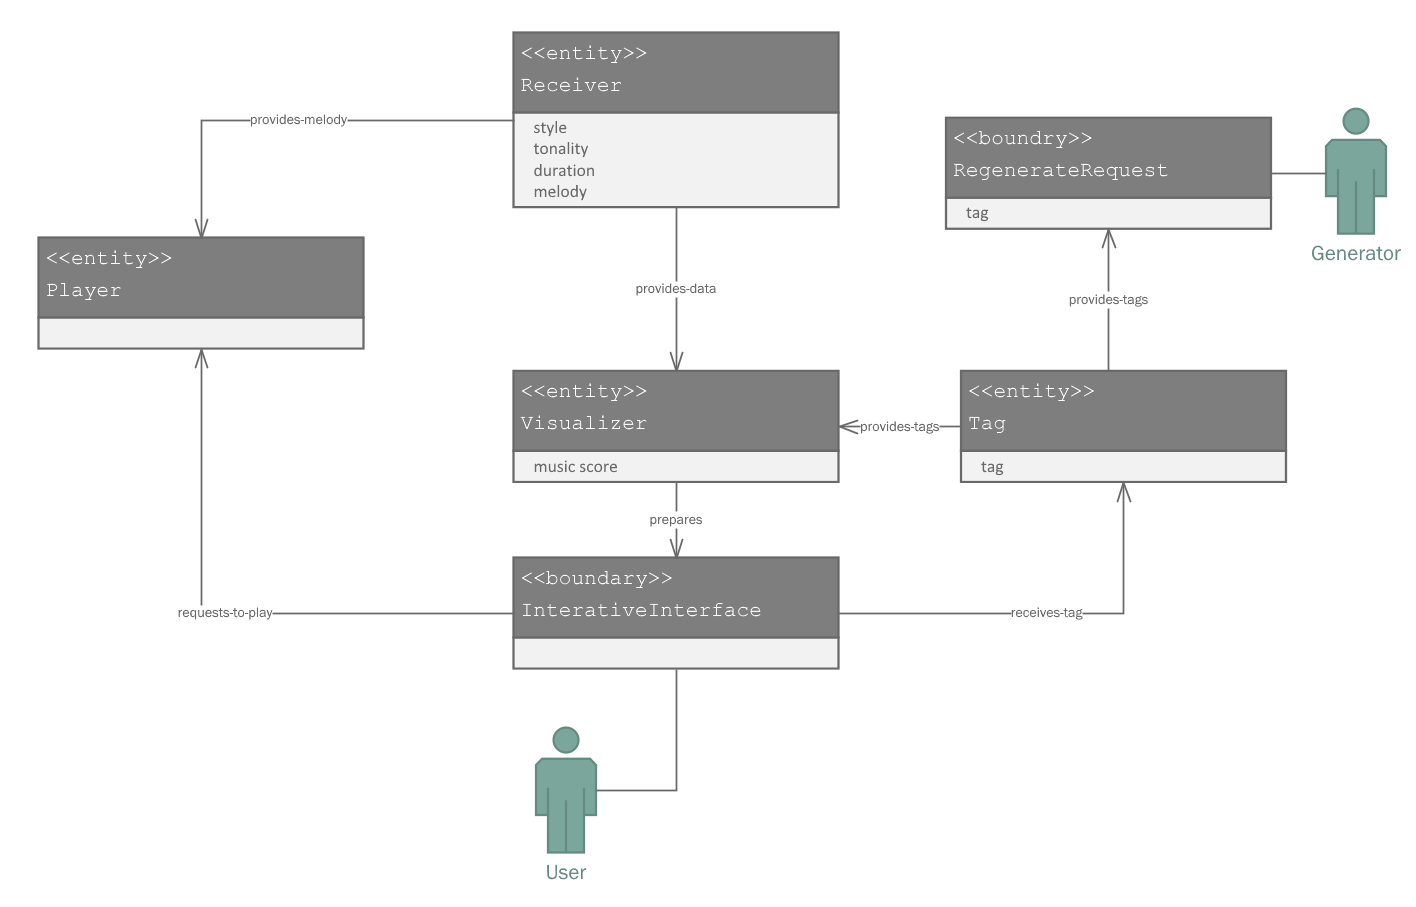 <<entity>>
Receiver
style
tonality
duration
melody
provides-melody
<<boundry>>
RegenerateRequest
tag
Generator
<<entity>>
Player
provides-data
provides-tags
<<entity>>
Visualizer
music score
provides-tags
<<entity>>
Tag
tag
prepares
<<boundary>>
InterativeInterface
requests-to-play
receives-tag
User